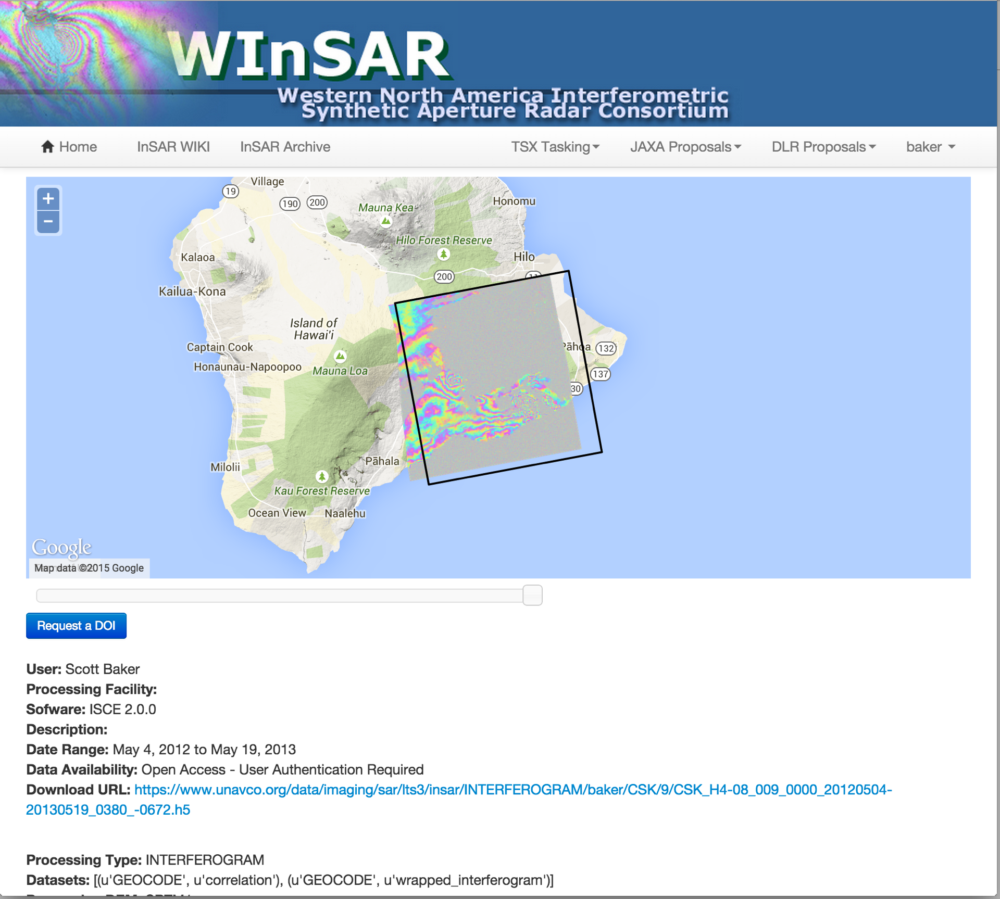 WInSAR
Western North America Interferometric
Synthetic Aperture Radar Consortium
Home InSAR WIKI InSAR Archive TSX Tasking JAXA Proposals DLR Proposals baker
+
−
Village
19
190
200
Mauna Kea
Honomu
Hilo Forest Reserve
Kalaoa
Hilo
200
11
Kailua-Kona
Island of
Hawai'i
Captain Cook
Pāhoa
132
Honaunau-Napoopoo
Mauna Loa
137
30
Milolii
Pāhala
Kau Forest Reserve
Ocean View
Naalehu
Google
Map data ©2015 Google
Request a DOI
User: Scott Baker
Processing Facility:
Sofware: ISCE 2.0.0
Description:
Date Range: May 4, 2012 to May 19, 2013
Data Availability: Open Access - User Authentication Required
Download URL: https://www.unavco.org/data/imaging/sar/lts3/insar/INTERFEROGRAM/baker/CSK/9/CSK_H4-08_009_0000_20120504-
20130519_0380_-0672.h5
Processing Type: INTERFEROGRAM
Datasets: [(u'GEOCODE', u'correlation'), (u'GEOCODE', u'wrapped_interferogram')]